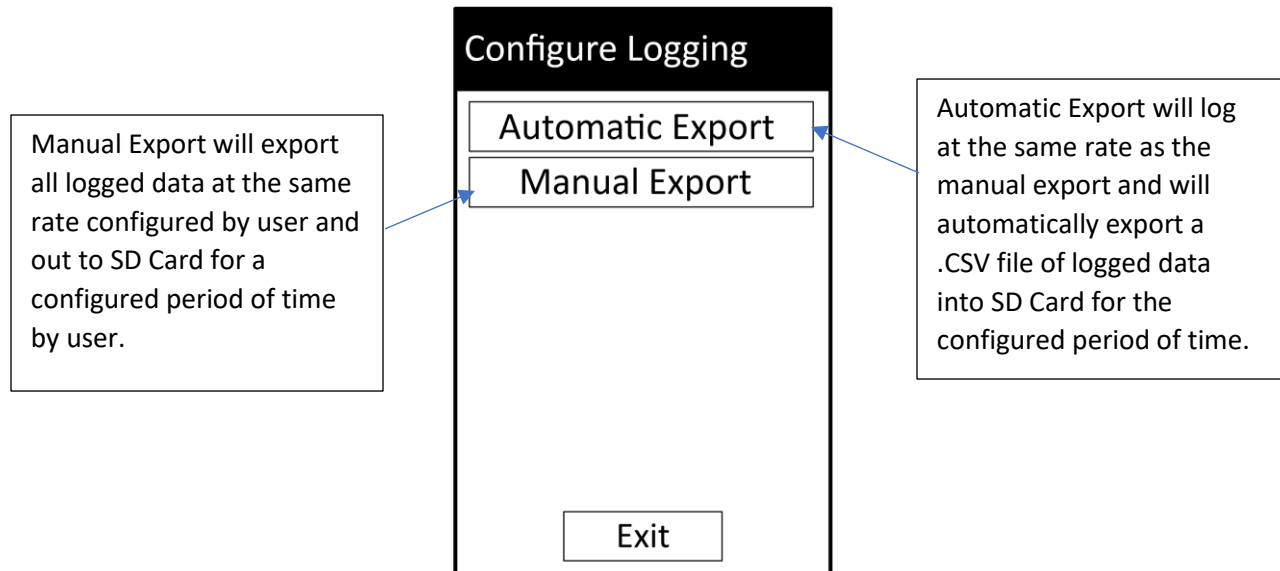 Configure Logging
Automatic Export
Manual Export
Exit
Manual Export will export
all logged data at the same
rate configured by user and
out to SD Card for a
configured period of time
by user.
Automatic Export will log
at the same rate as the
manual export and will
automatically export a
.CSV file of logged data
into SD Card for the
configured period of time.